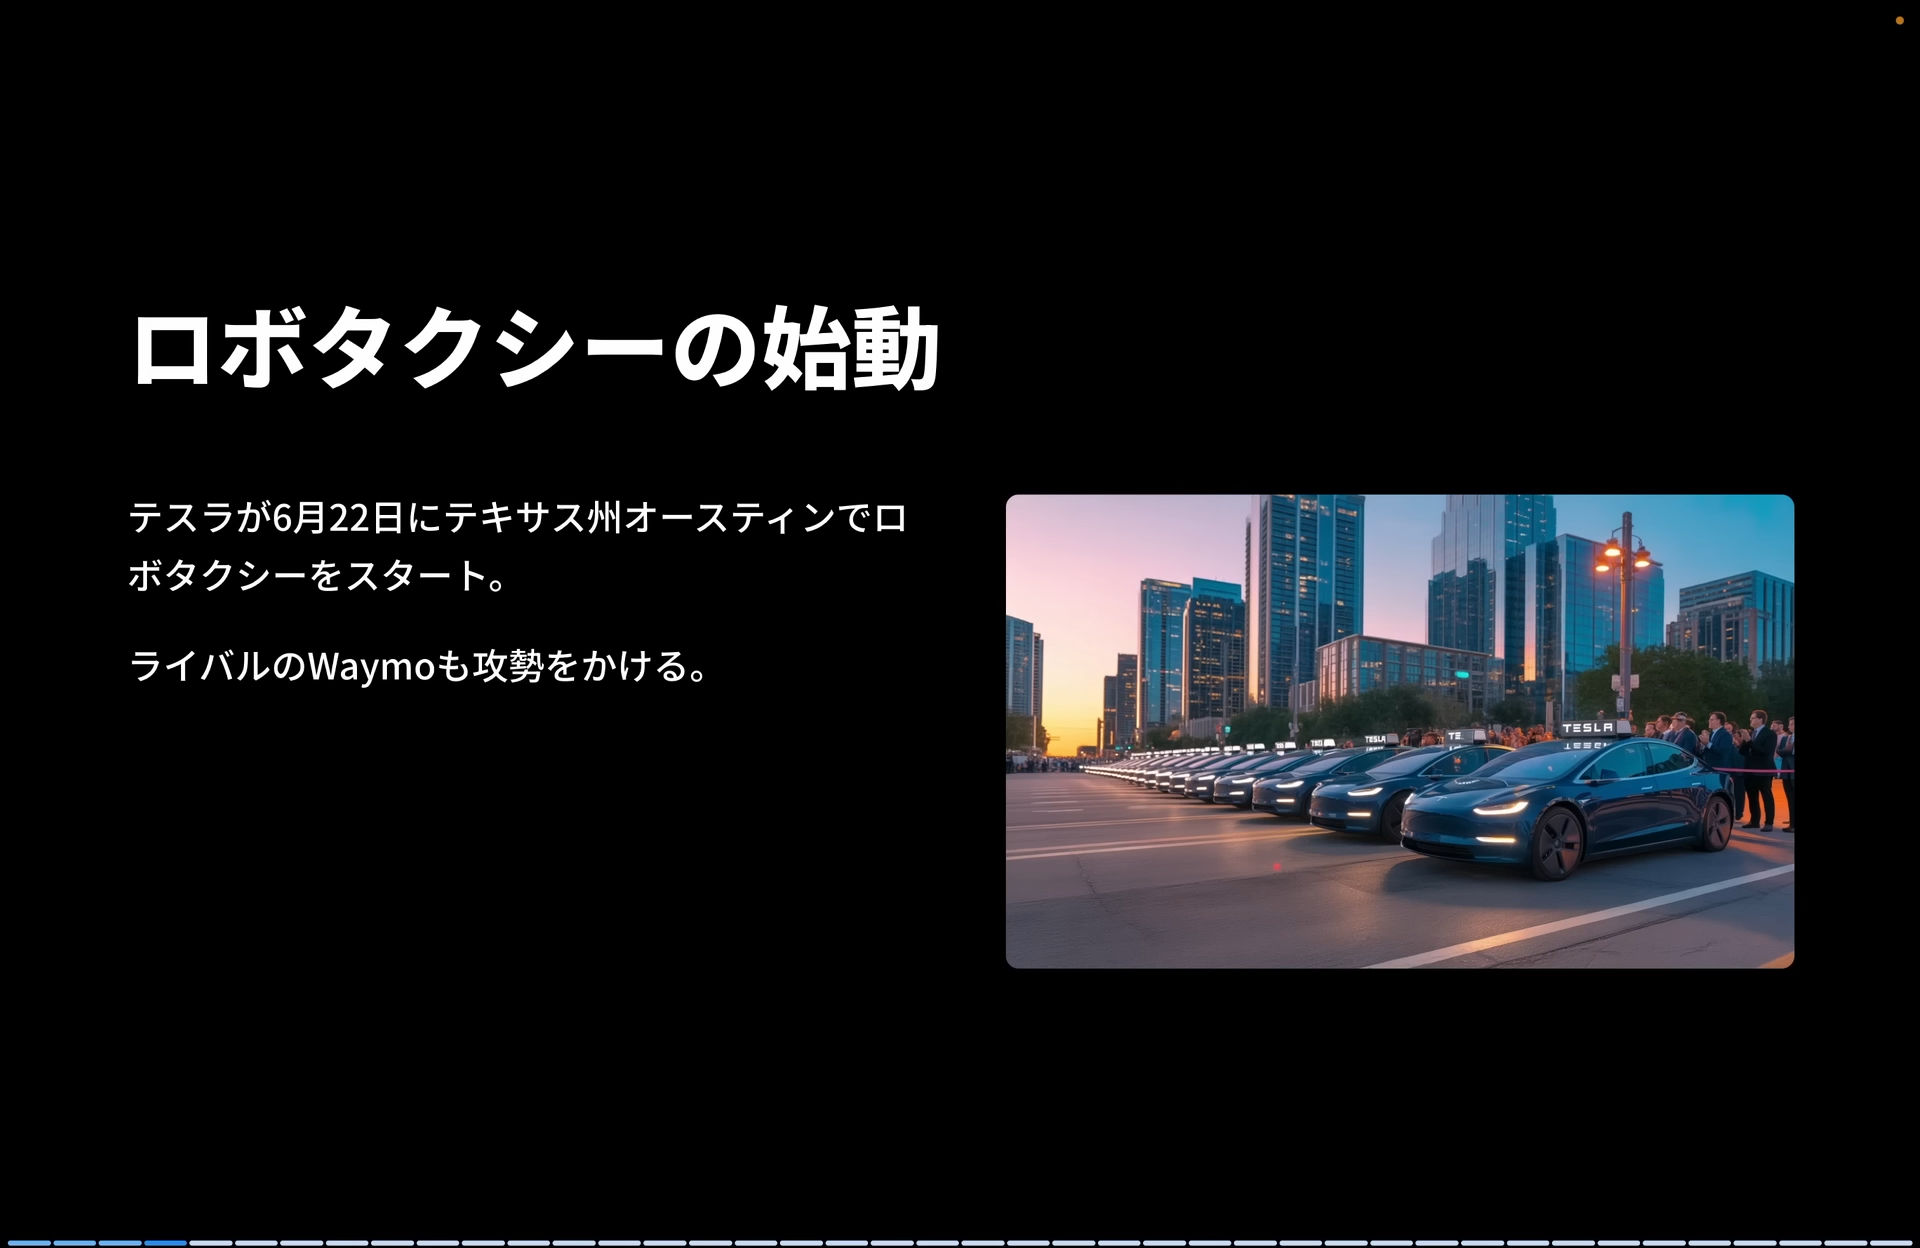 ロボタクシーの始動
テスラが6月22日にテキサス州オースティンでロ
ボタクシーをスタート。
ライバルのWaymoも攻勢をかける。
TESLA
TE
TESLA